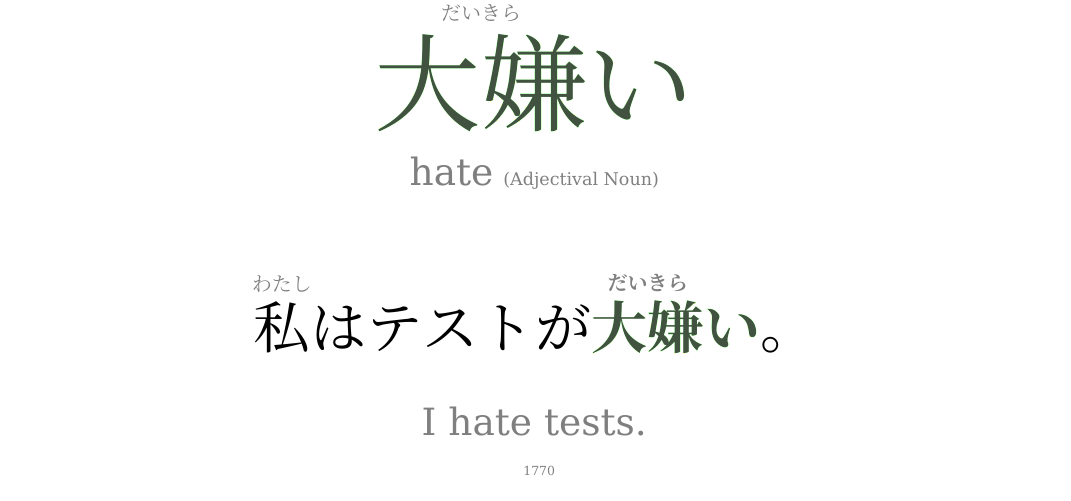 だいきら
大嫌い
hate (Adjectival Noun)
わたし だいきら
私はテストが大嫌い。
I hate tests.
1770